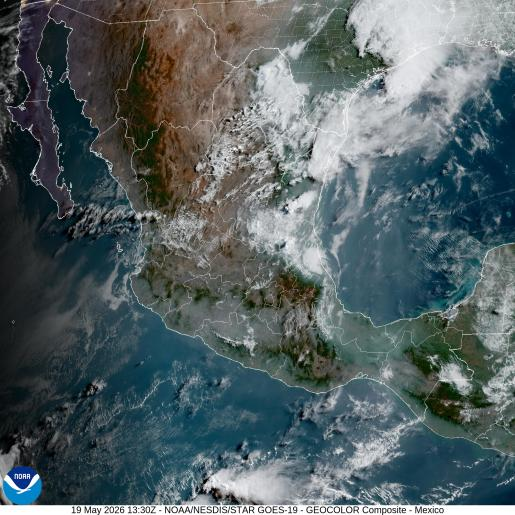 NOAA
19 May 2026 13:30Z - NOAA/NESDIS/STAR GOES-19 - GEOCOLOR Composite - Mexico